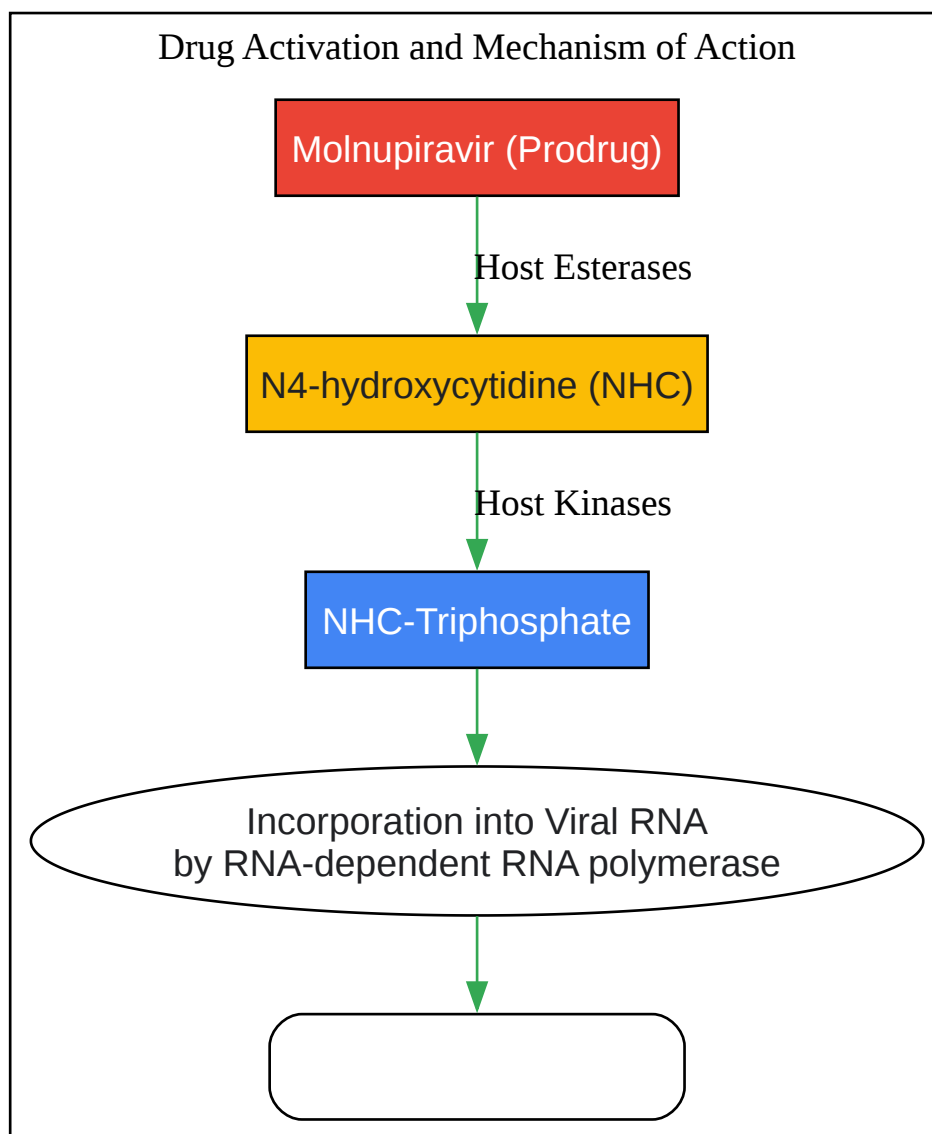 Drug Activation and Mechanism of Action
Molnupiravir (Prodrug)
Host Esterases
N4-hydroxycytidine (NHC)
Host Kinases
NHC-Triphosphate
Incorporation into Viral RNA
by RNA-dependent RNA polymerase